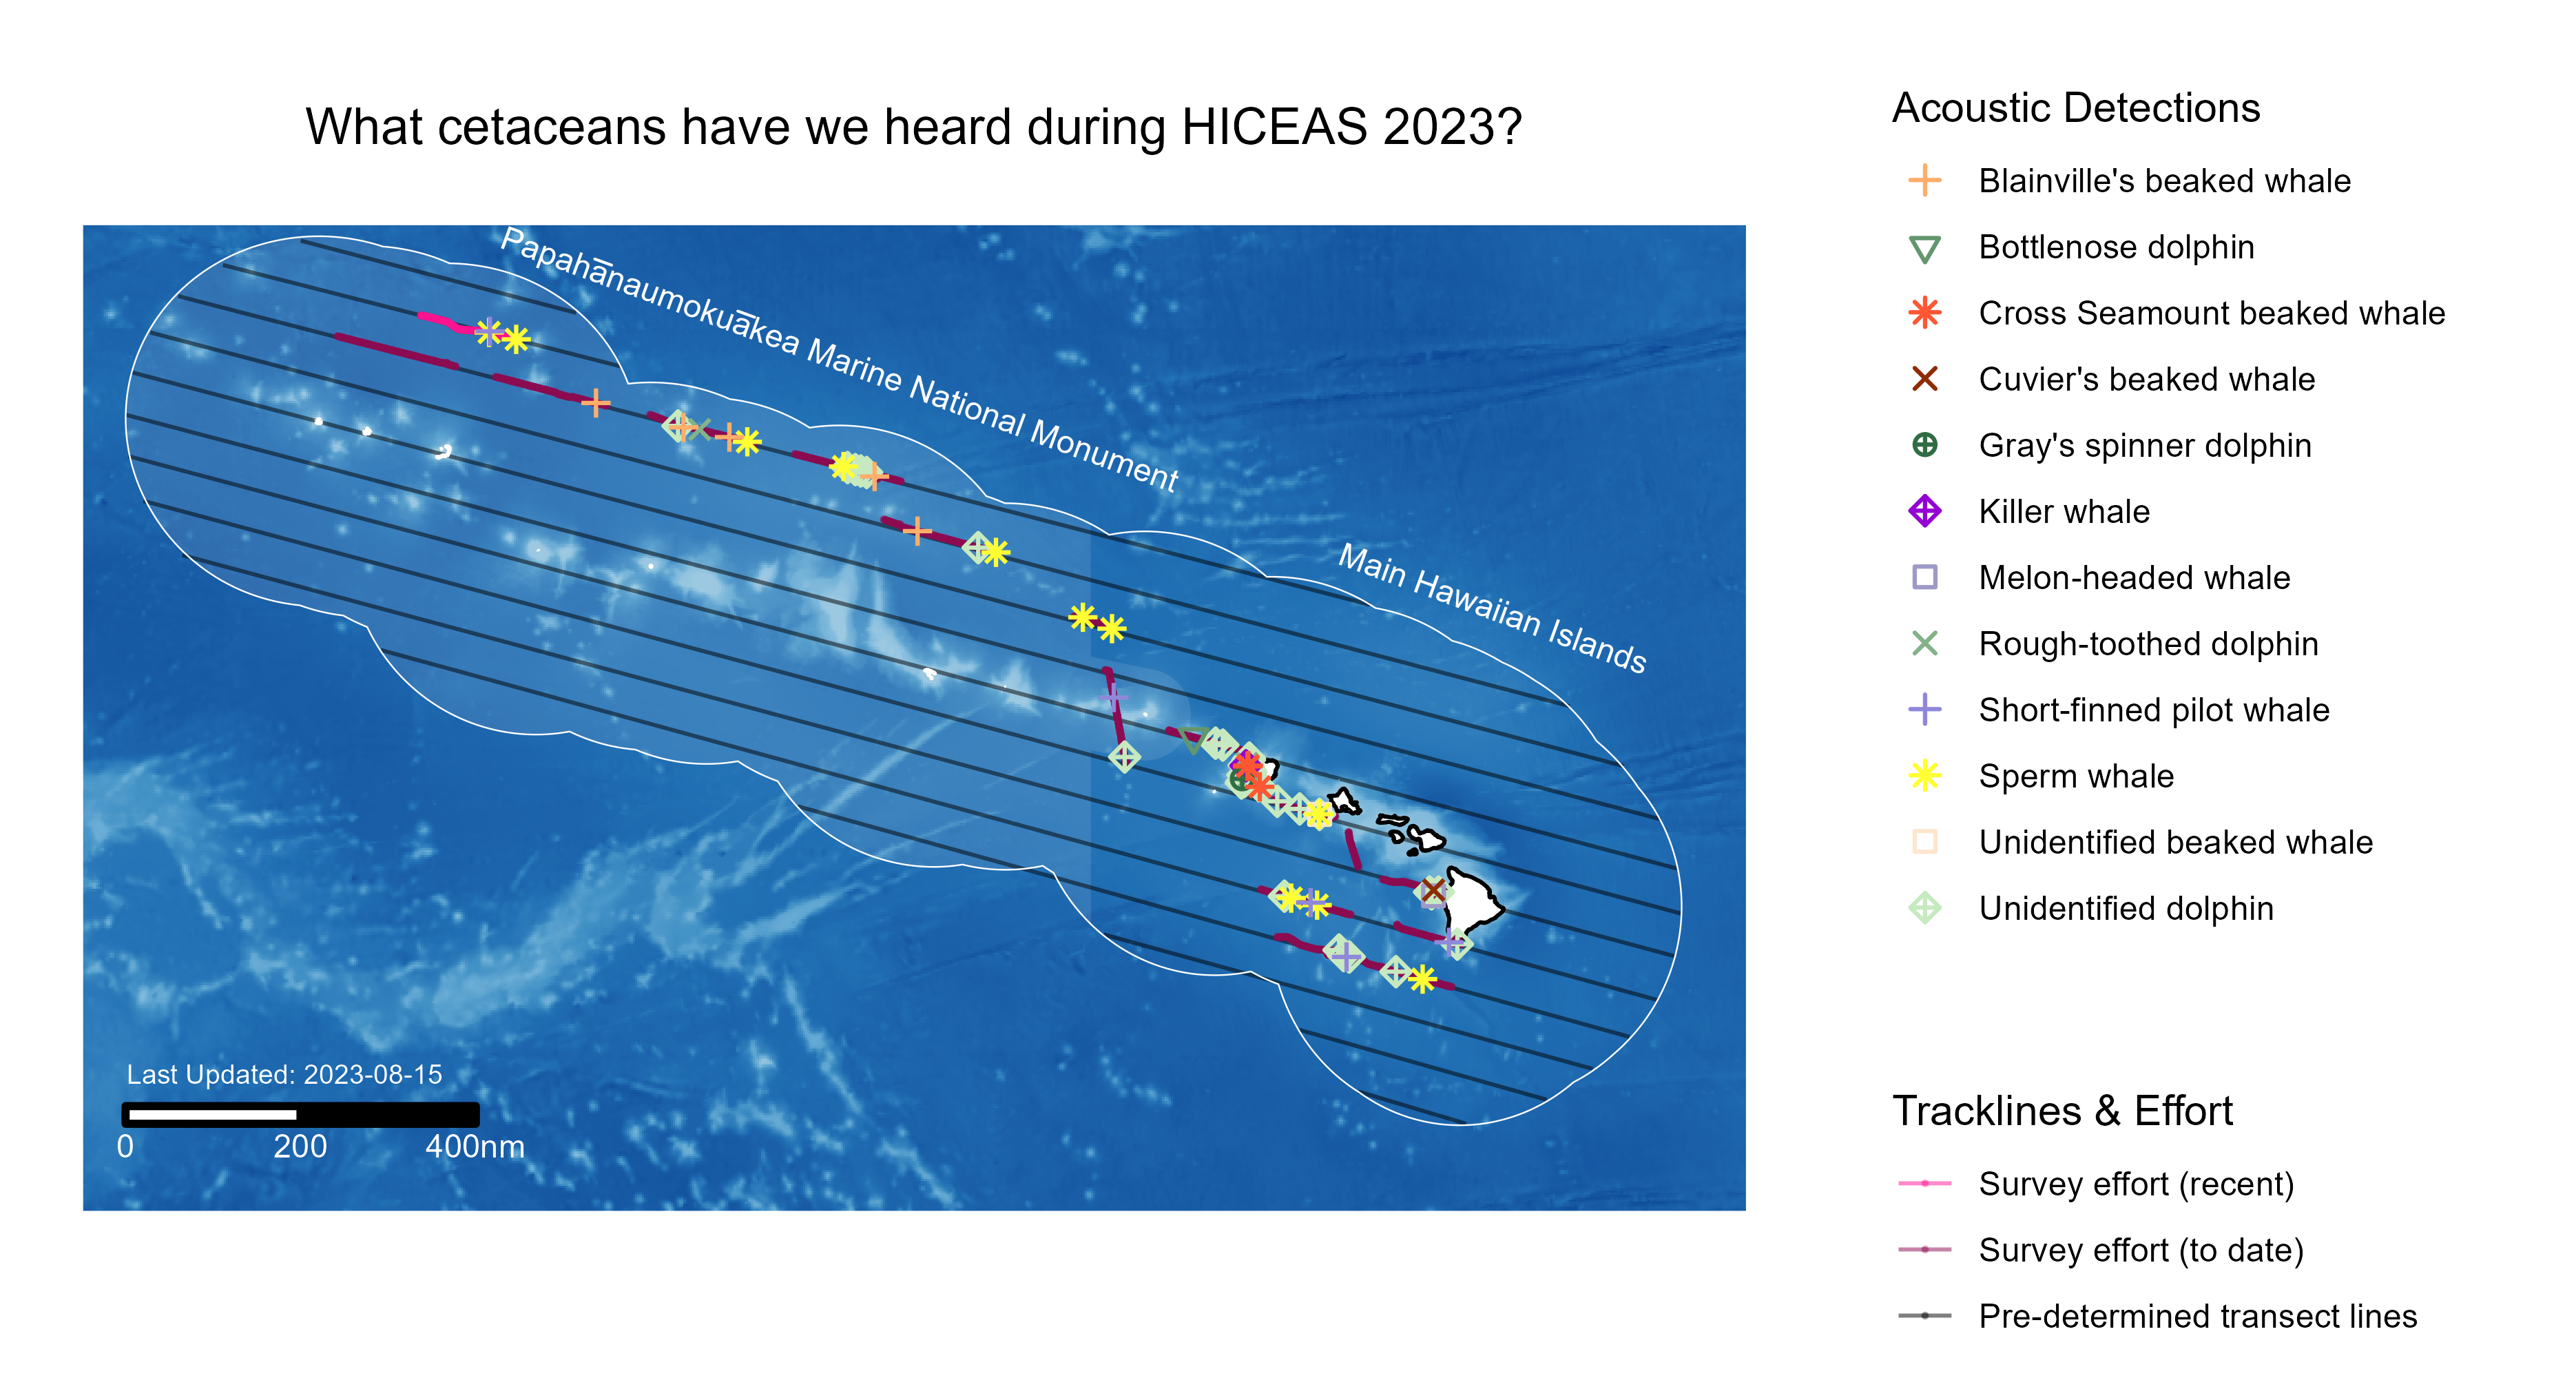 What cetaceans have we heard during HICEAS 2023?
Papahānaumokuākea Marine National Monument
Main Hawaiian Islands
Last Updated: 2023-08-15
0 200 400nm
Acoustic Detections
Blainville's beaked whale
Bottlenose dolphin
Cross Seamount beaked whale
Cuvier's beaked whale
Gray's spinner dolphin
Killer whale
Melon-headed whale
Rough-toothed dolphin
Short-finned pilot whale
Sperm whale
Unidentified beaked whale
Unidentified dolphin
Tracklines & Effort
Survey effort (recent)
Survey effort (to date)
Pre-determined transect lines